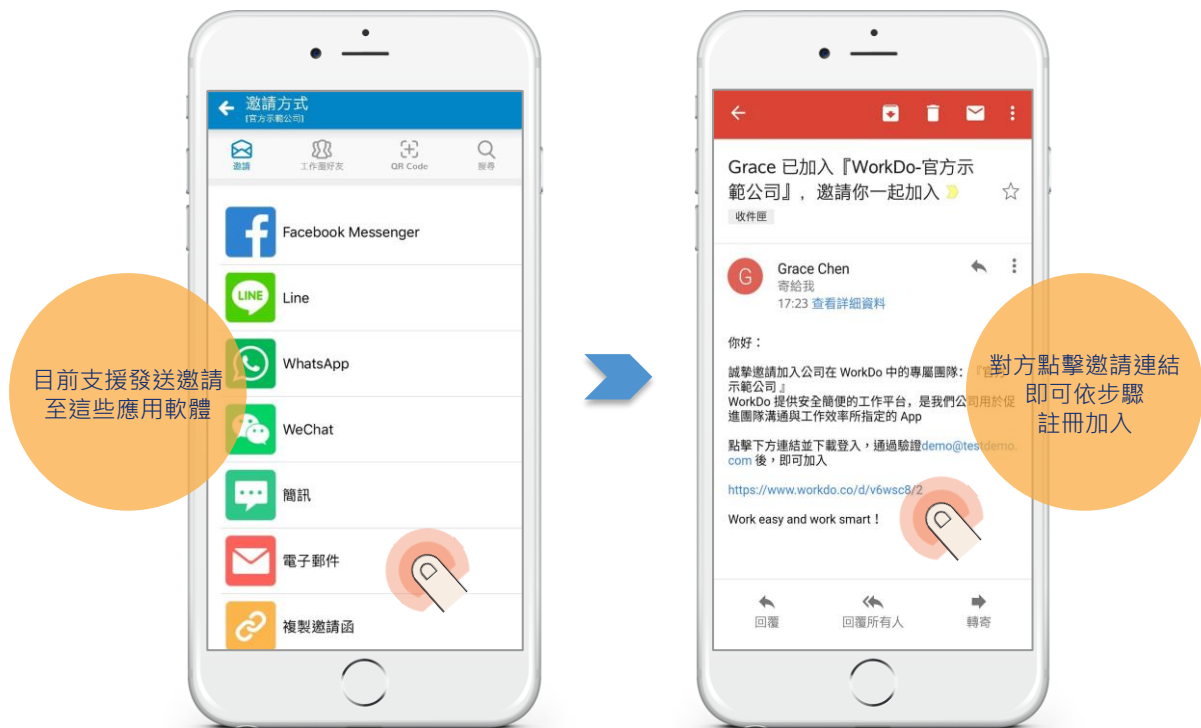 邀請方式
[官方示範公司]
邀請
工作圈好友
QR Code
搜尋
Facebook Messenger
LINE
Line
WhatsApp
WeChat
簡訊
電子郵件
複製邀請函
目前支援發送邀請
至這些應用軟體
Grace 已加入『WorkDo-官方示
範公司』, 邀請你一起加入
收件匣
G
Grace Chen
寄給我
17:23 查看詳細資料
你好：
誠摯邀請加入公司在 WorkDo 中的專屬團隊: 『官方
示範公司 』
WorkDo 提供安全簡便的工作平台，是我們公司用於促
進團隊溝通與工作效率所指定的 App
點擊下方連結並下載登入，通過驗證demo@testdemo.
com 後，即可加入
https://www.workdo.co/d/v6wsc8/2
Work easy and work smart！
回覆
回覆所有人
轉寄
對方點擊邀請連結
即可依步驟
註冊加入